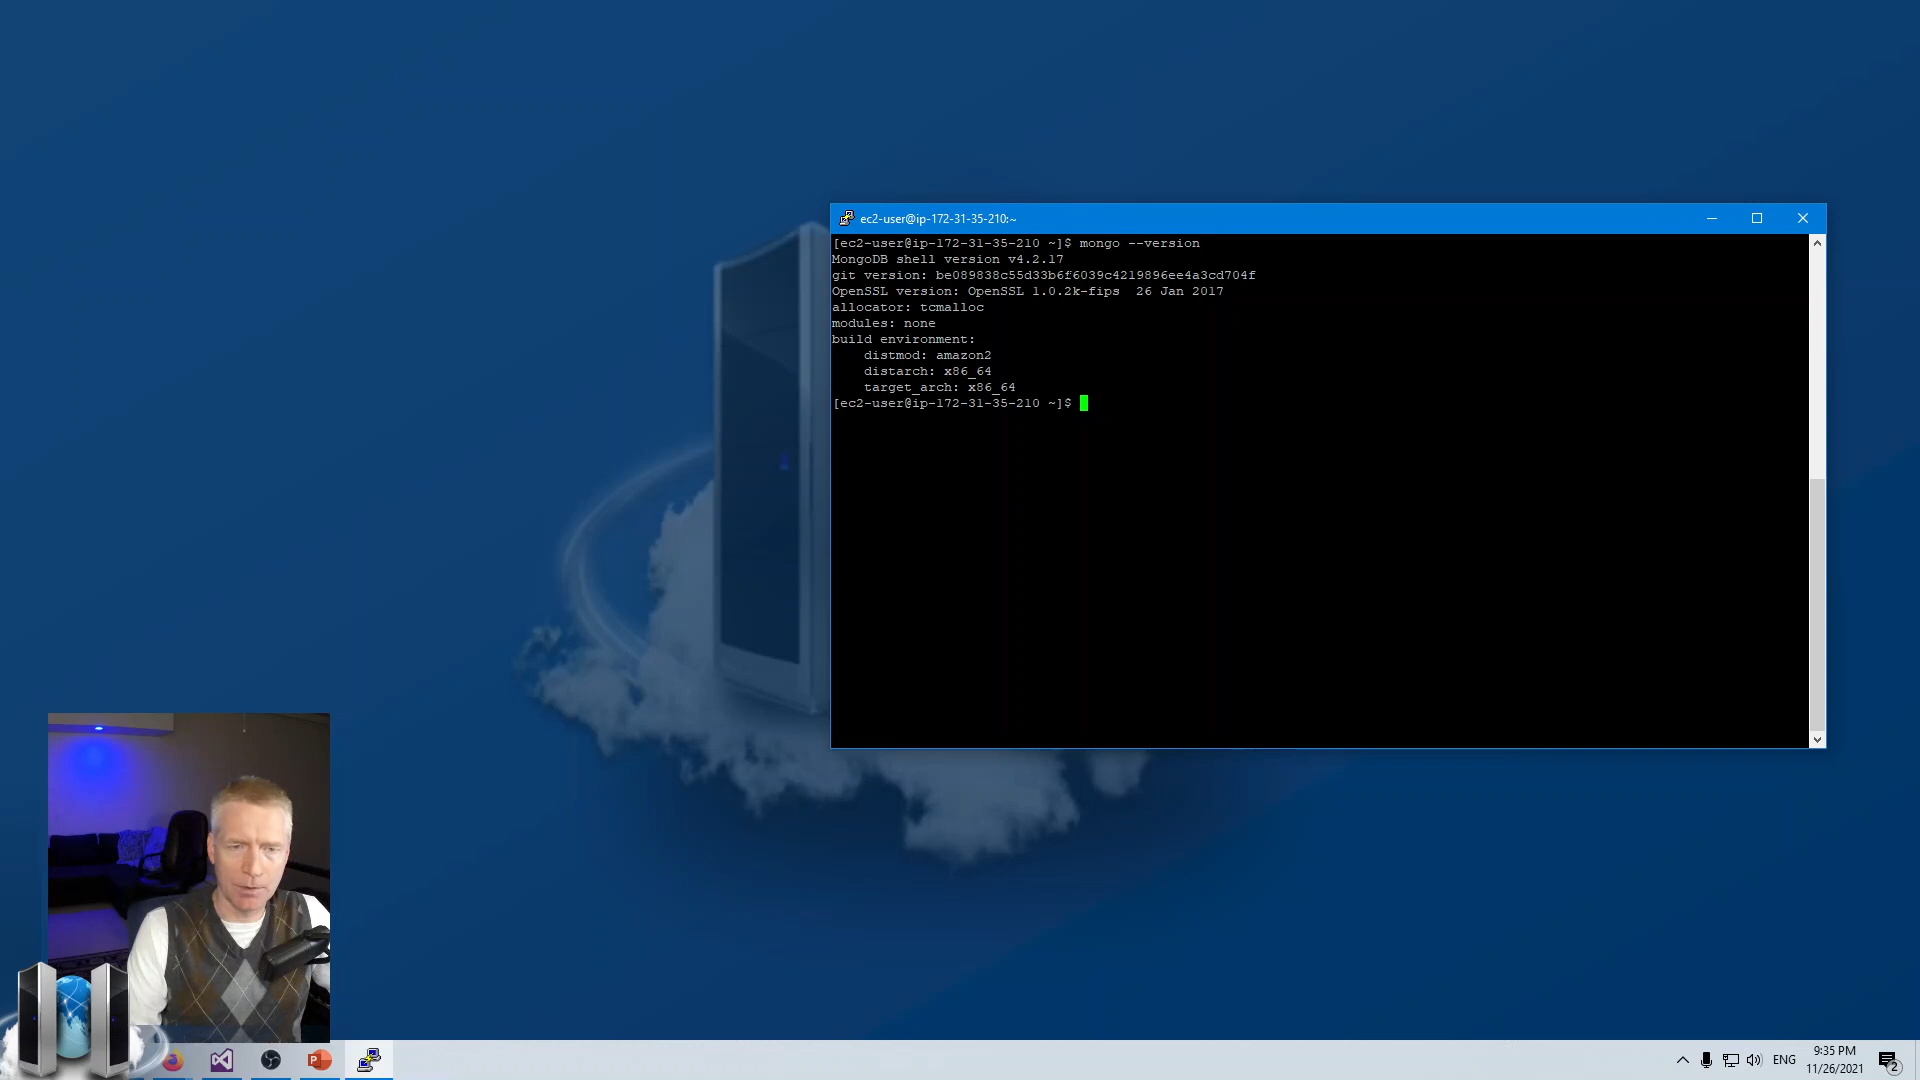 ec2-user@ip-172-31-35-210:~
[ec2-user@ip-172-31-35-210 ~]$ mongo --version
MongoDB shell version v4.2.17
git version: be089838c55d33b6f6039c4219896ee4a3cd704f
OpenSSL version: OpenSSL 1.0.2k-fips  26 Jan 2017
allocator: tcmalloc
modules: none
build environment:
    distmod: amazon2
    distarch: x86_64
    target_arch: x86_64
[ec2-user@ip-172-31-35-210 ~]$
ENG
9:35 PM
11/26/2021
2